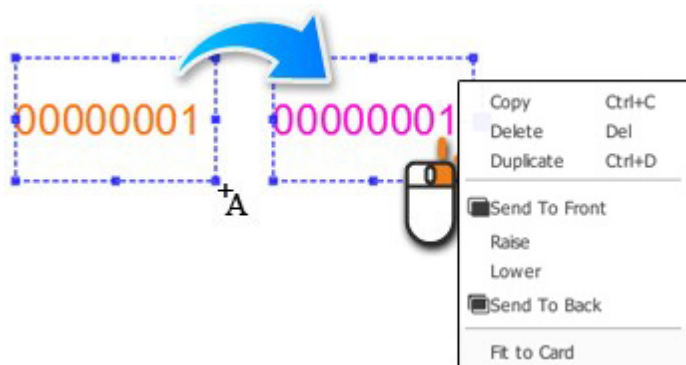 00000001
A
00000001
Copy Ctrl+C
Delete Del
Duplicate Ctrl+D
Send To Front
Raise
Lower
Send To Back
Fit to Card